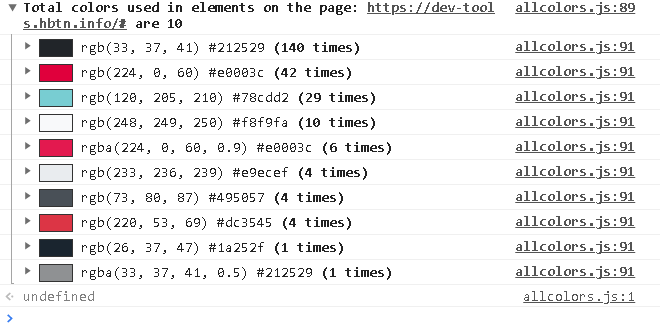 ▼ Total colors used in elements on the page: https://dev-tool allcolors.js:89
s.hbtn.info/# are 10
rgb(33, 37, 41) #212529 (140 times) allcolors.js:91
rgb(224, 0, 60) #e0003c (42 times) allcolors.js:91
rgb(120, 205, 210) #78cdd2 (29 times) allcolors.js:91
rgb(248, 249, 250) #f8f9fa (10 times) allcolors.js:91
rgba(224, 0, 60, 0.9) #e0003c (6 times) allcolors.js:91
rgb(233, 236, 239) #e9ecef (4 times) allcolors.js:91
rgb(73, 80, 87) #495057 (4 times) allcolors.js:91
rgb(220, 53, 69) #dc3545 (4 times) allcolors.js:91
rgb(26, 37, 47) #1a252f (1 times) allcolors.js:91
rgba(33, 37, 41, 0.5) #212529 (1 times) allcolors.js:91
undefined allcolors.js:1